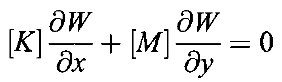 [K] ∂W/∂x + [M] ∂W/∂y = 0